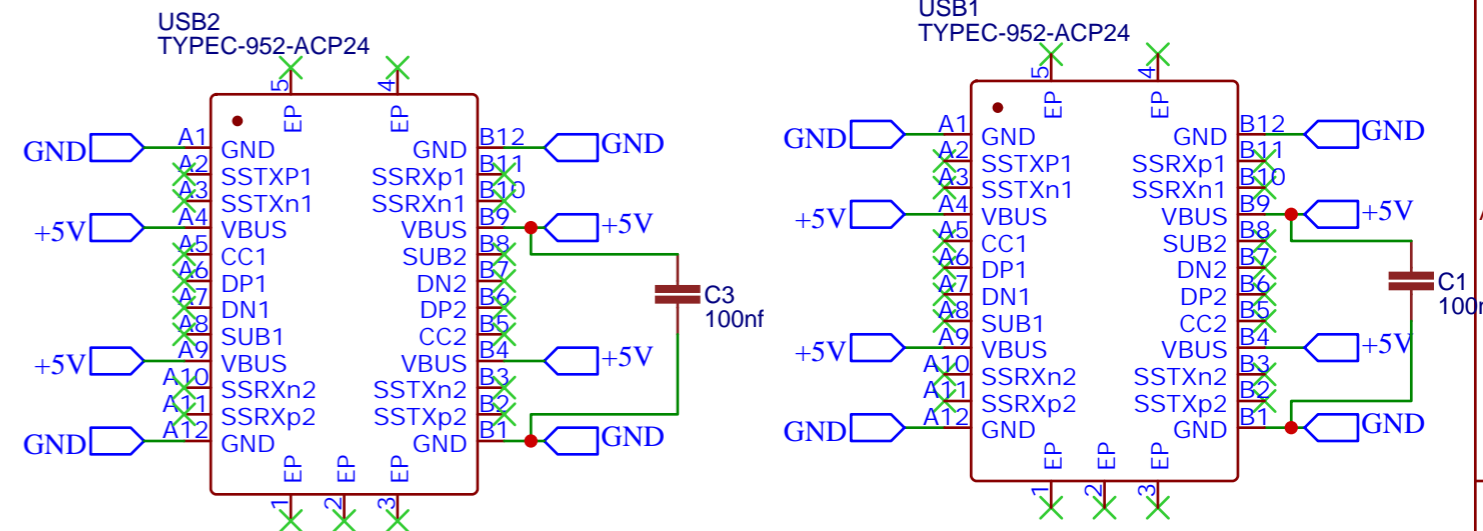 USB2
TYPEC-952-ACP24
5
4
EP
EP
GND
A1
GND
GND
B12
GND
A2
SSTXP1
SSRXp1
B11
A3
SSTXn1
SSRXn1
B10
+5V
A4
VBUS
VBUS
B9
+5V
A5
CC1
SUB2
B8
A6
DP1
DN2
B7
A7
DN1
DP2
B6
A8
SUB1
CC2
B5
+5V
A9
VBUS
VBUS
B4
+5V
A10
SSRXn2
SSTXn2
B3
A11
SSRXp2
SSTXp2
B2
GND
A12
GND
GND
B1
GND
EP
EP
EP
1
2
3
C3
100nf
USB1
TYPEC-952-ACP24
5
4
EP
EP
GND
A1
GND
GND
B12
GND
A2
SSTXP1
SSRXp1
B11
A3
SSTXn1
SSRXn1
B10
+5V
A4
VBUS
VBUS
B9
+5V
A5
CC1
SUB2
B8
A6
DP1
DN2
B7
A7
DN1
DP2
B6
A8
SUB1
CC2
B5
+5V
A9
VBUS
VBUS
B4
+5V
A10
SSRXn2
SSTXn2
B3
A11
SSRXp2
SSTXp2
B2
GND
A12
GND
GND
B1
GND
EP
EP
EP
1
2
3
C1